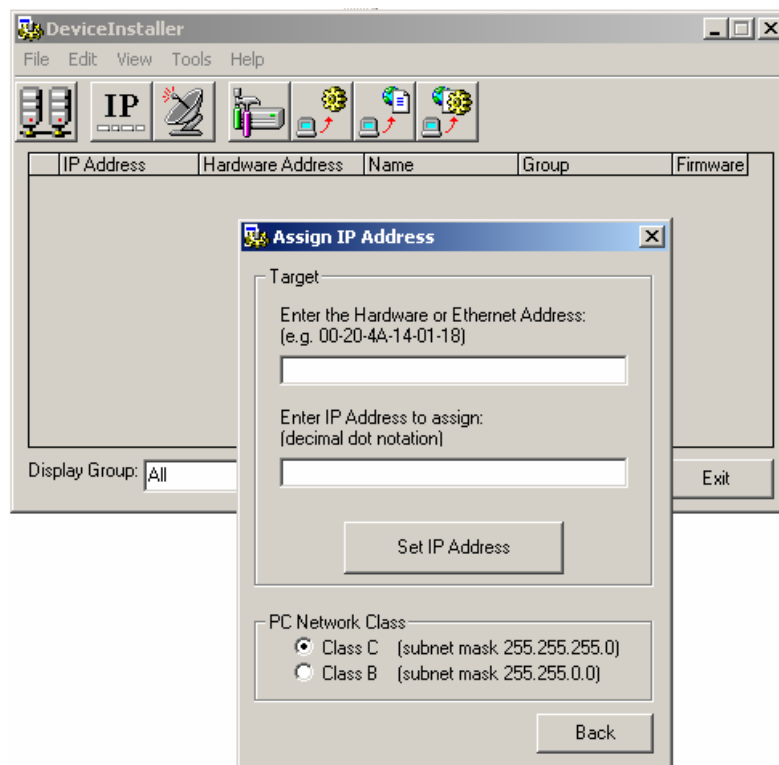 DeviceInstaller
File Edit View Tools Help
IP
IP Address Hardware Address Name Group Firmware
Assign IP Address
Target
Enter the Hardware or Ethernet Address:
(e.g. 00-20-4A-14-01-18)
Enter IP Address to assign:
(decimal dot notation)
Display Group: All
Exit
Set IP Address
PC Network Class
Class C (subnet mask 255.255.255.0)
Class B (subnet mask 255.255.0.0)
Back